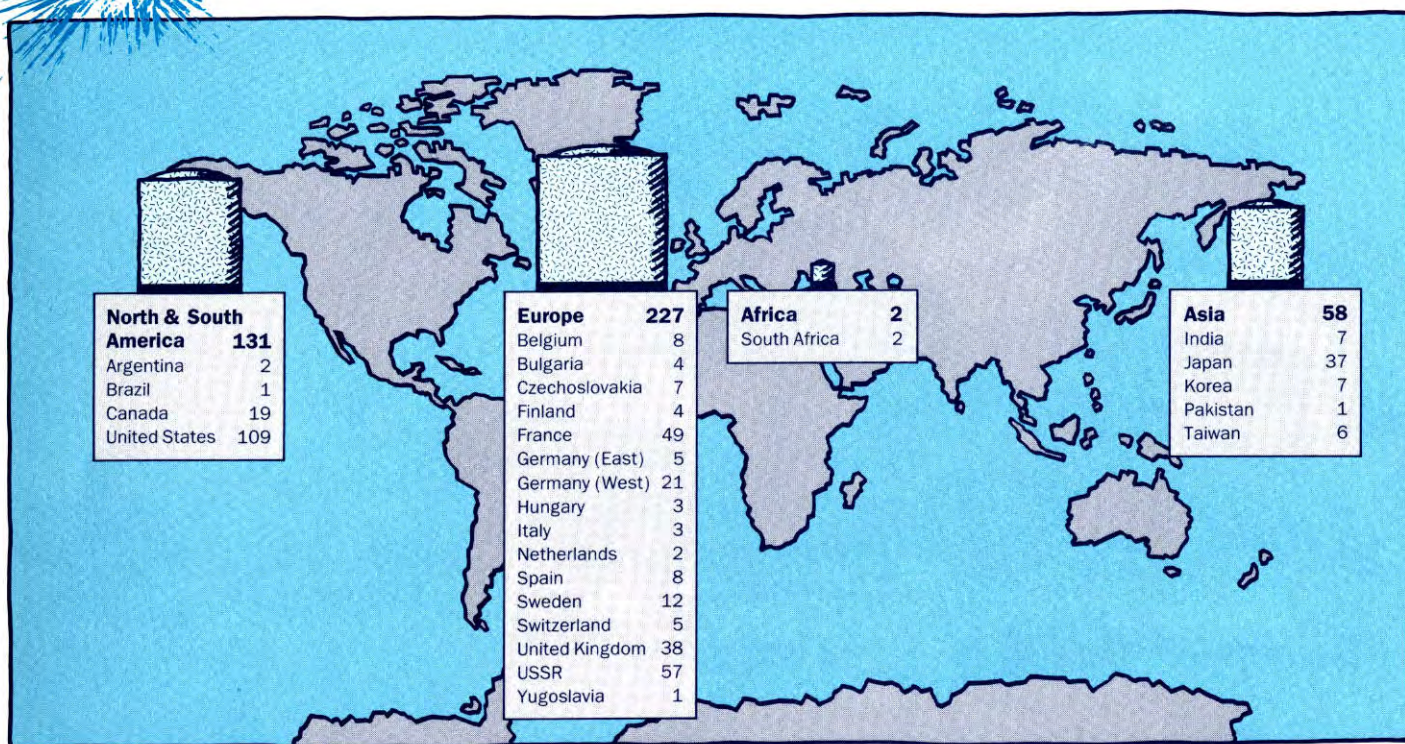 North & South
America 131
Argentina 2
Brazil 1
Canada 19
United States 109
Europe 227
Belgium 8
Bulgaria 4
Czechoslovakia 7
Finland 4
France 49
Germany (East) 5
Germany (West) 21
Hungary 3
Italy 3
Netherlands 2
Spain 8
Sweden 12
Switzerland 5
United Kingdom 38
USSR 57
Yugoslavia 1
Africa 2
South Africa 2
Asia 58
India 7
Japan 37
Korea 7
Pakistan 1
Taiwan 6